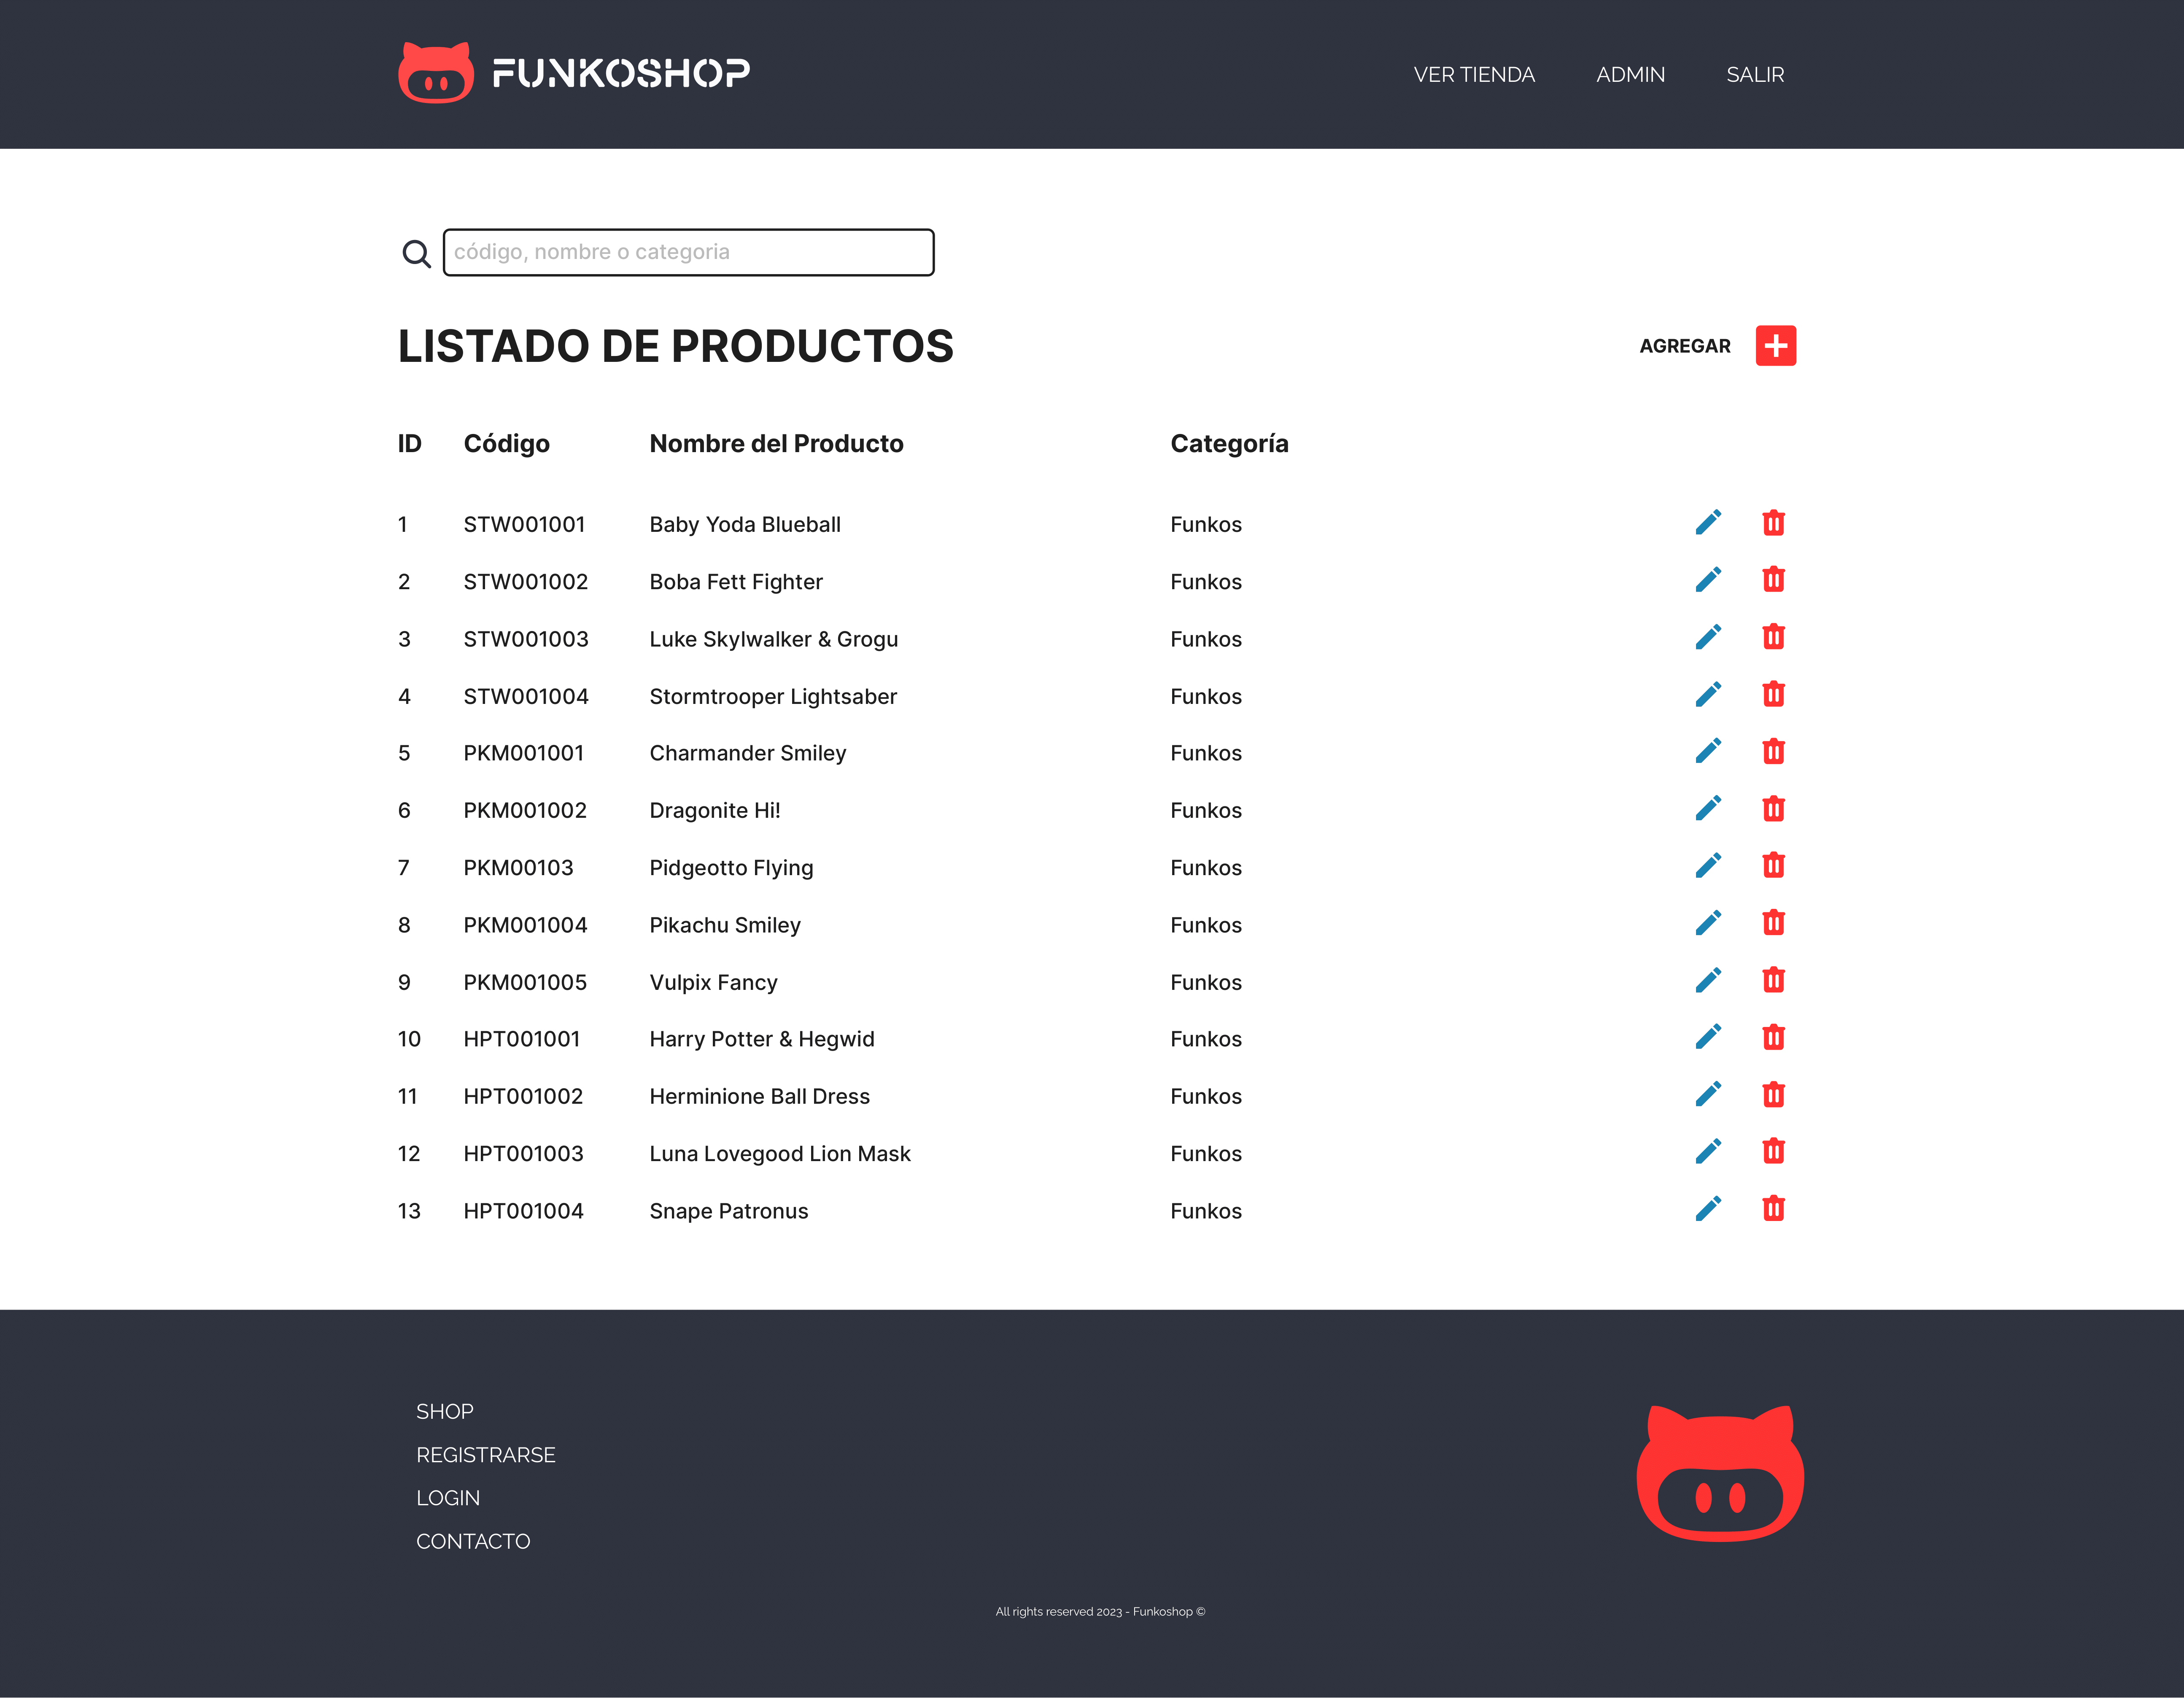 FUNKOSHOP VER TIENDA ADMIN SALIR
código, nombre o categoria
LISTADO DE PRODUCTOS AGREGAR
ID Código Nombre del Producto Categoría
1 STW001001 Baby Yoda Blueball Funkos
2 STW001002 Boba Fett Fighter Funkos
3 STW001003 Luke Skylwalker & Grogu Funkos
4 STW001004 Stormtrooper Lightsaber Funkos
5 PKM001001 Charmander Smiley Funkos
6 PKM001002 Dragonite Hi! Funkos
7 PKM00103 Pidgeotto Flying Funkos
8 PKM001004 Pikachu Smiley Funkos
9 PKM001005 Vulpix Fancy Funkos
10 HPT001001 Harry Potter & Hegwid Funkos
11 HPT001002 Herminione Ball Dress Funkos
12 HPT001003 Luna Lovegood Lion Mask Funkos
13 HPT001004 Snape Patronus Funkos
SHOP
REGISTRARSE
LOGIN
CONTACTO
All rights reserved 2023 - Funkoshop ©